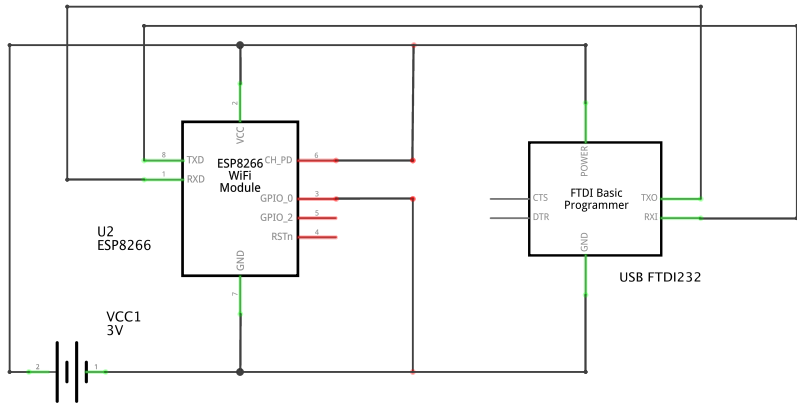 2
VCC
8 TXD
1 RXD
ESP8266
WiFi
Module
CH_PD 6
GPIO_0 3
GPIO_2 5
RSTn 4
GND
7
U2
ESP8266
POWER
CTS
DTR
FTDI Basic
Programmer
TXO
RXI
GND
USB FTDI232
VCC1
3V
2
1